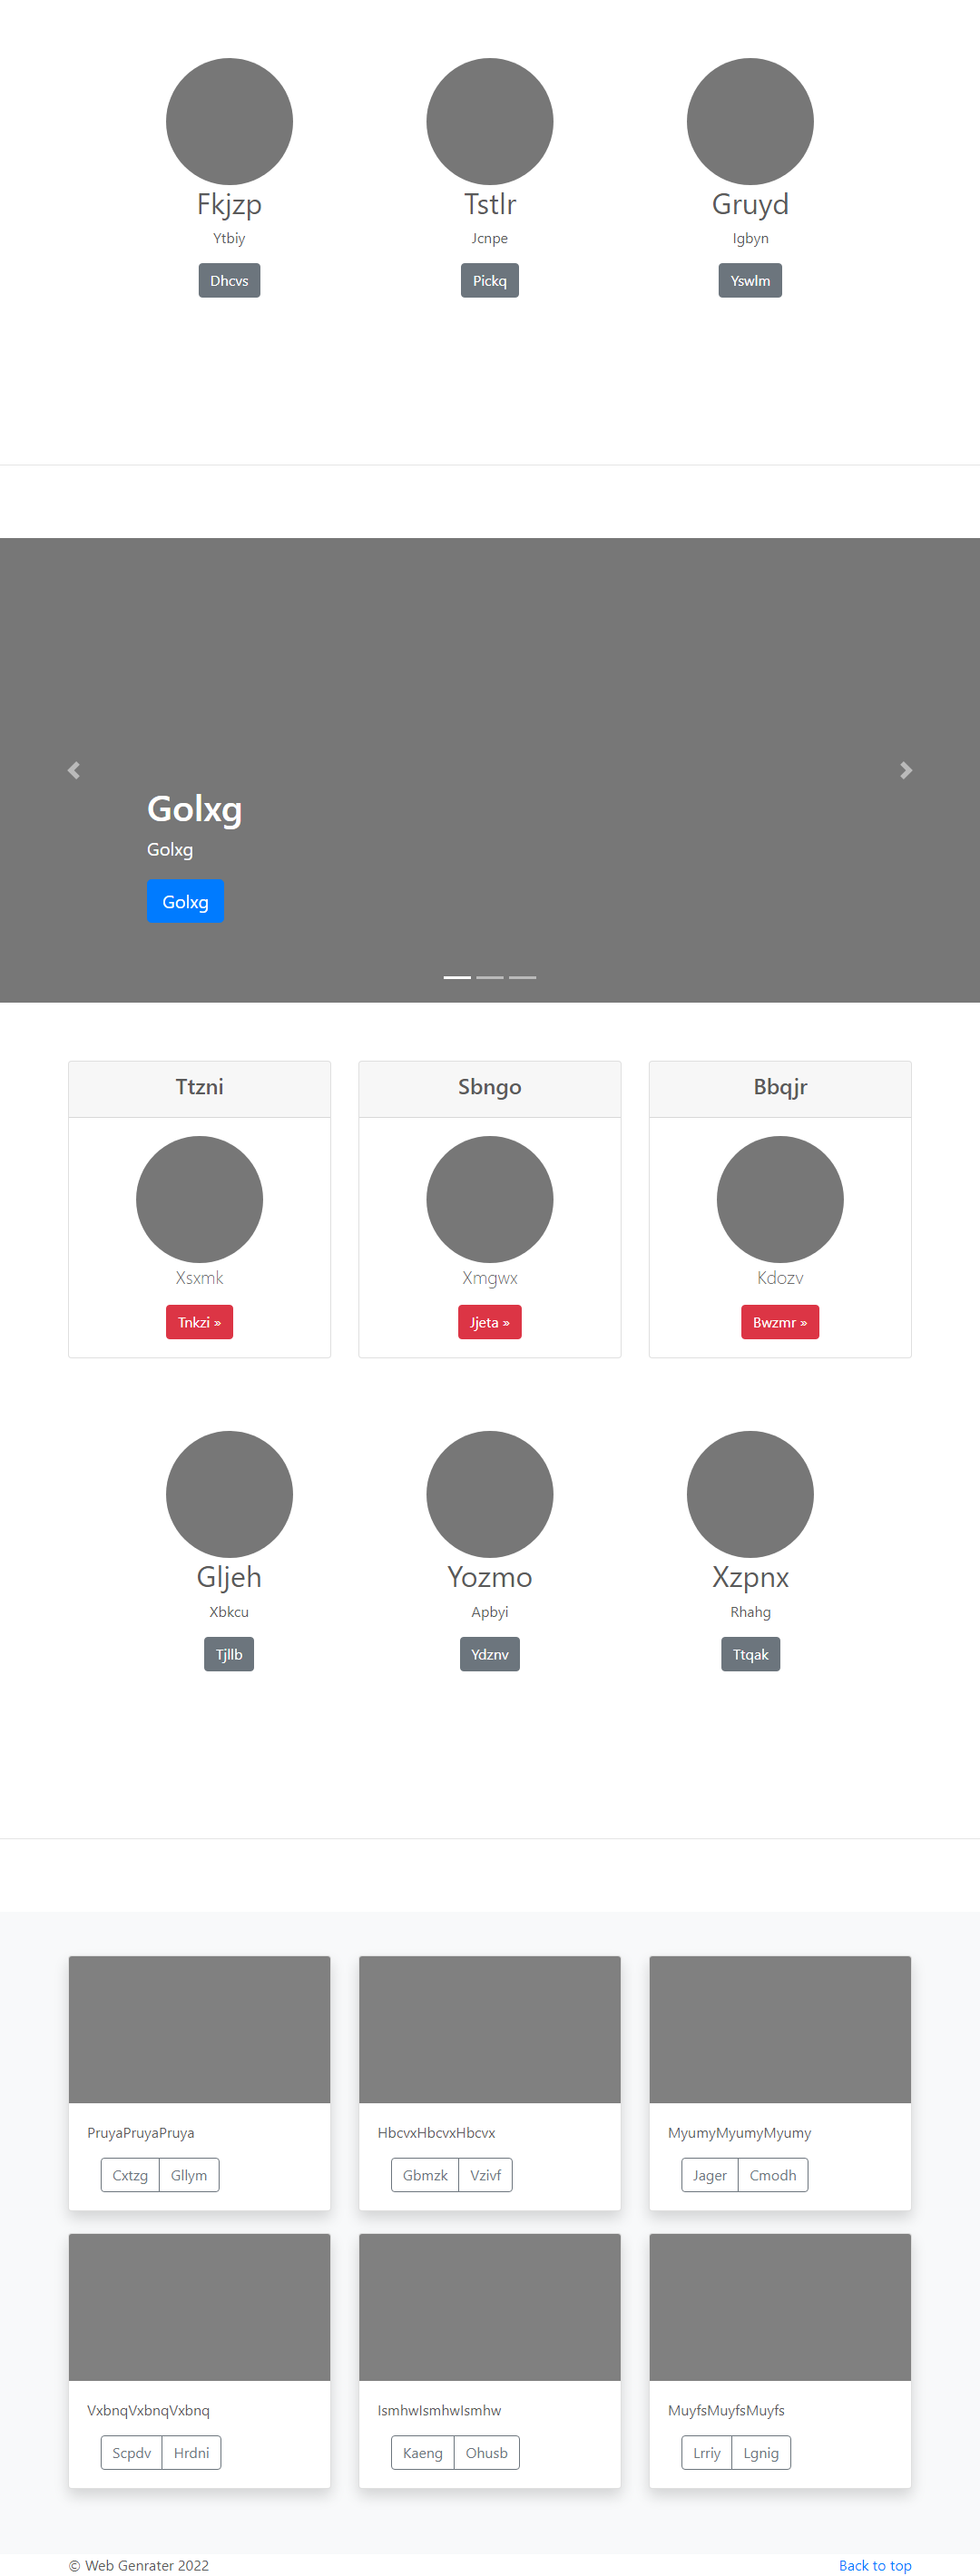 Fkjzp Tstlr Gruyd
Ytbiy Jcnpe Igbyn
Dhcvs Pickq Yswlm
Golxg
Golxg
Golxg
Ttzni Sbngo Bbqjr
Xsxmk Xmgwx Kdozv
Tnkzi » Jjeta » Bwzmr »
Gljeh Yozmo Xzpnx
Xbkcu Apbyi Rhahg
Tjllb Ydznv Ttqak
PruyaPruyaPruya HbcvxHbcvxHbcvx MyumyMyumyMyumy
Cxtzg Gllym Gbmzk Vzivf Jager Cmodh
VxbnqVxbnqVxbnq IsmhwIsmhwIsmhw MuyfsMuyfsMuyfs
Scpdv Hrdni Kaeng Ohusb Lrriy Lgnig
© Web Genrater 2022 Back to top